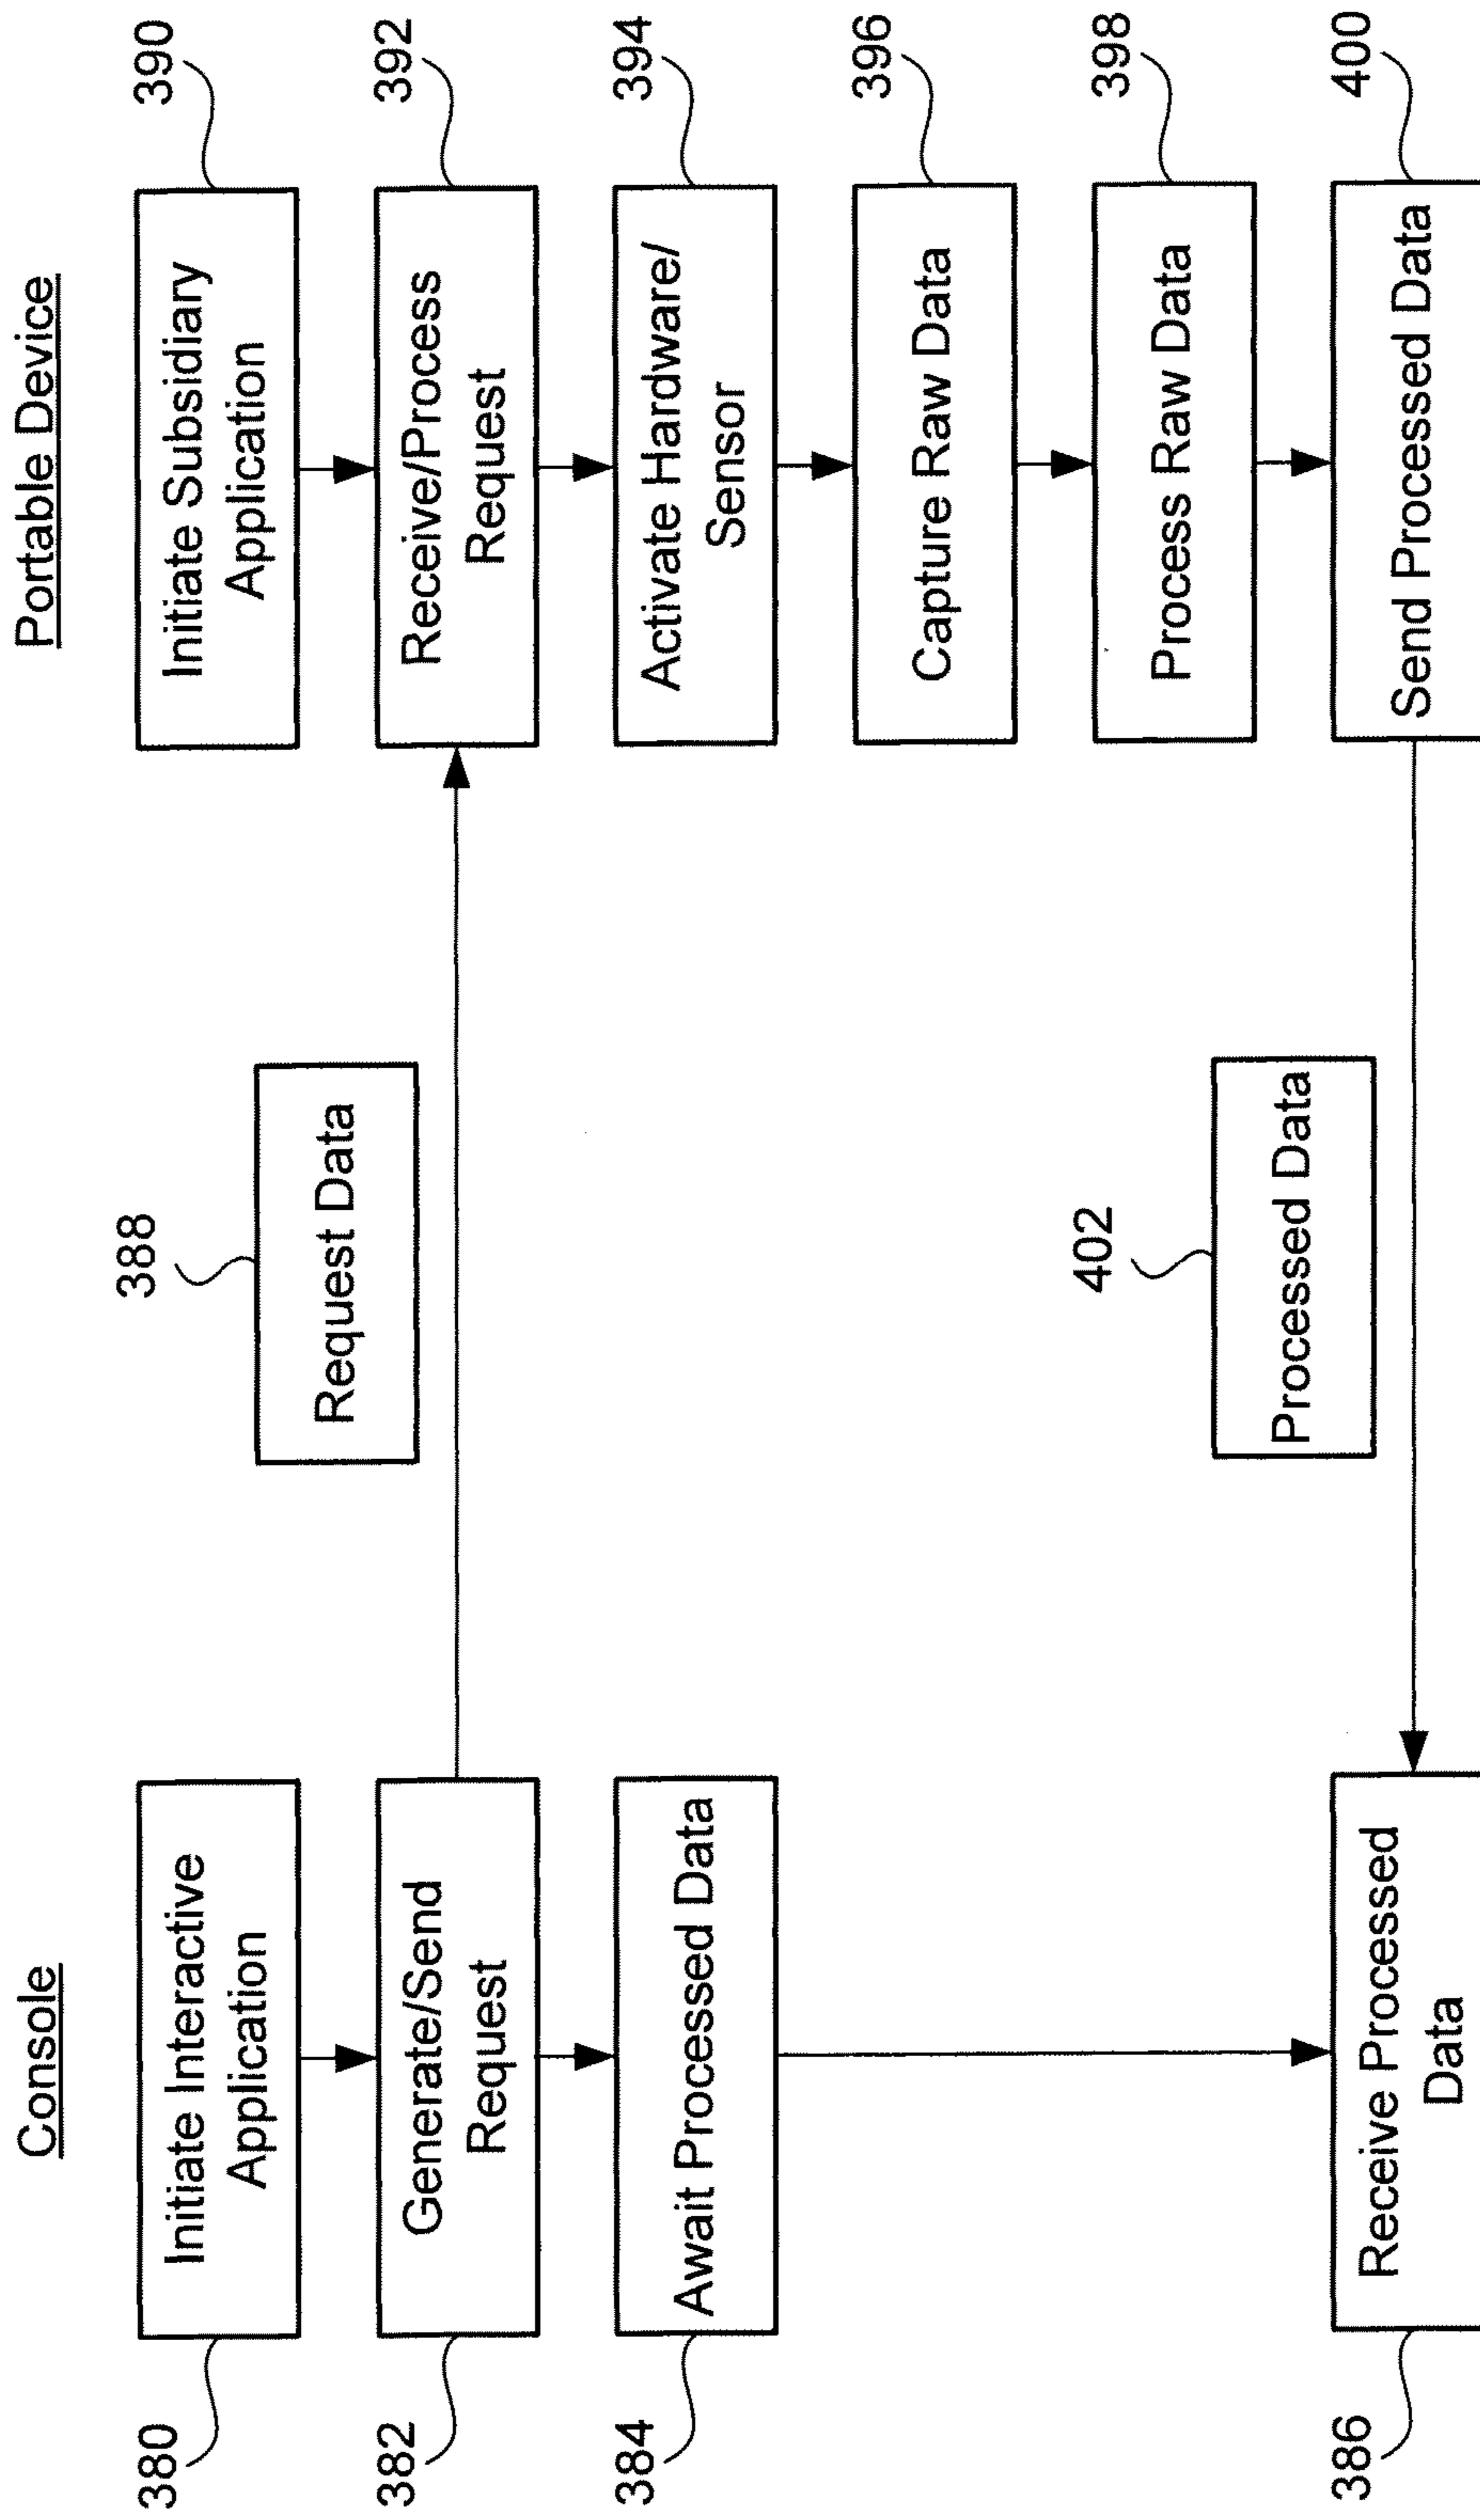 Console
Portable Device
380
Initiate Interactive
Application
382
Generate/Send
Request
384
Await Processed Data
386
Receive Processed
Data
388
Request Data
402
Processed Data
390
Initiate Subsidiary
Application
392
Receive/Process
Request
394
Activate Hardware/
Sensor
396
Capture Raw Data
398
Process Raw Data
400
Send Processed Data